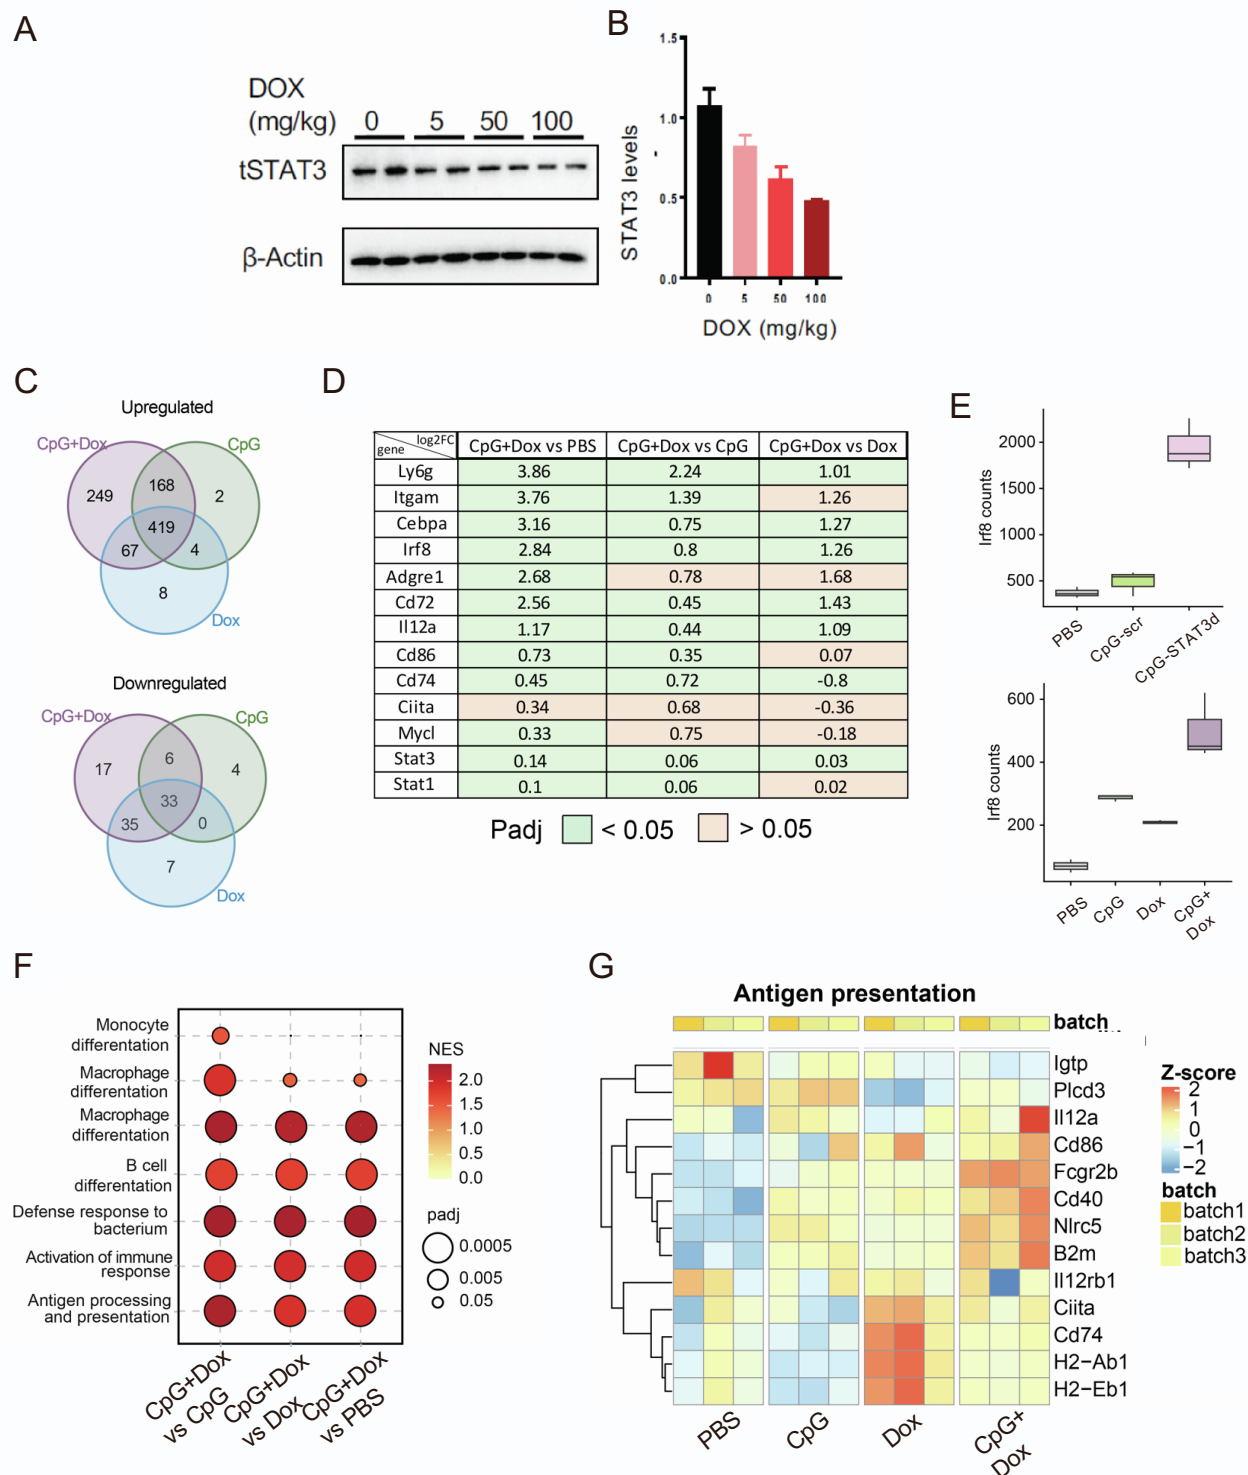 A
DOX
(mg/kg) 0 5 50 100
tSTAT3
β-Actin
B
1.5
1.0
0.5
0.0
STAT3 levels
0 5 50 100
DOX (mg/kg)
C
Upregulated
CpG+Dox CpG
249 168 2
419
67 4
8
Dox
Downregulated
CpG+Dox CpG
17 6 4
33
35 0
7
Dox
D
log2FC
gene CpG+Dox vs PBS CpG+Dox vs CpG CpG+Dox vs Dox
Ly6g 3.86 2.24 1.01
Itgam 3.76 1.39 1.26
Cebpa 3.16 0.75 1.27
Irf8 2.84 0.8 1.26
Adgre1 2.68 0.78 1.68
Cd72 2.56 0.45 1.43
Il12a 1.17 0.44 1.09
Cd86 0.73 0.35 0.07
Cd74 0.45 0.72 -0.8
Ciita 0.34 0.68 -0.36
Mycl 0.33 0.75 -0.18
Stat3 0.14 0.06 0.03
Stat1 0.1 0.06 0.02
Padj < 0.05 > 0.05
E
2000
1500
1000
500
Irf8 counts
PBS CpG-scr CpG-STAT3d
600
400
200
Irf8 counts
PBS CpG Dox CpG+
Dox
F
Monocyte
differentation
Macrophage
differentation
Macrophage
differentation
B cell
differentation
Defense response to
bacterium
Activation of immune
response
Antigen processing
and presentation
CpG+Dox
vs CpG
CpG+Dox
vs Dox
CpG+Dox
vs PBS
NES
2.0
1.5
1.0
0.5
0.0
padj
0.0005
0.005
0.05
G
Antigen presentation
batch
Igtp
Plcd3
Il12a
Cd86
Fcgr2b
Cd40
Nlrc5
B2m
Il12rb1
Ciita
Cd74
H2−Ab1
H2−Eb1
PBS CpG Dox CpG+
Dox
Z-score
2
1
0
−1
−2
batch
batch1
batch2
batch3